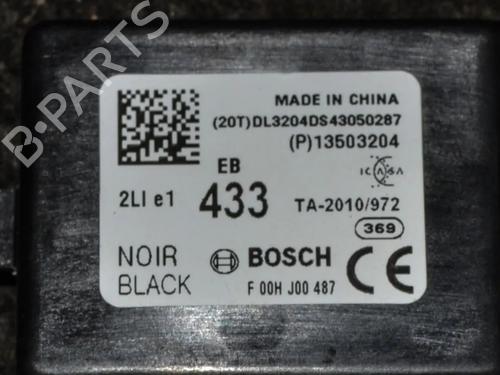 B-PARTS
MADE IN CHINA
(20T)DL3204DS43050287
(P)13503204
EB
ICASA
2LI e1 433 TA-2010/972
369
NOIR BOSCH CE
BLACK F 00H J00 487